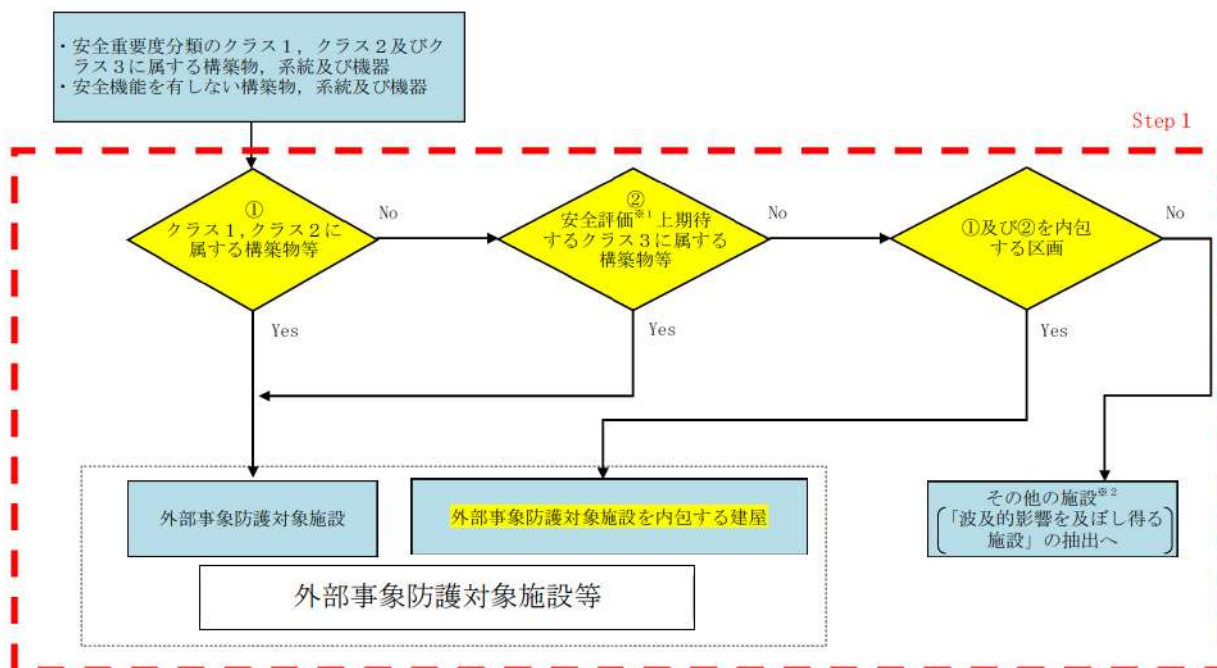 ・安全重要度分類のクラス１，クラス２及びク
ラス３に属する構築物，系統及び機器
・安全機能を有しない構築物，系統及び機器
Step 1
①
クラス１，クラス２に
属する構築物等
No
②
安全評価※１上期待
するクラス３に属する
構築物等
No
①及び②を内包
する区画
No
Yes
Yes
Yes
外部事象防護対象施設
外部事象防護対象施設を内包する建屋
その他の施設※２
「波及的影響を及ぼし得る
施設」の抽出へ
外部事象防護対象施設等